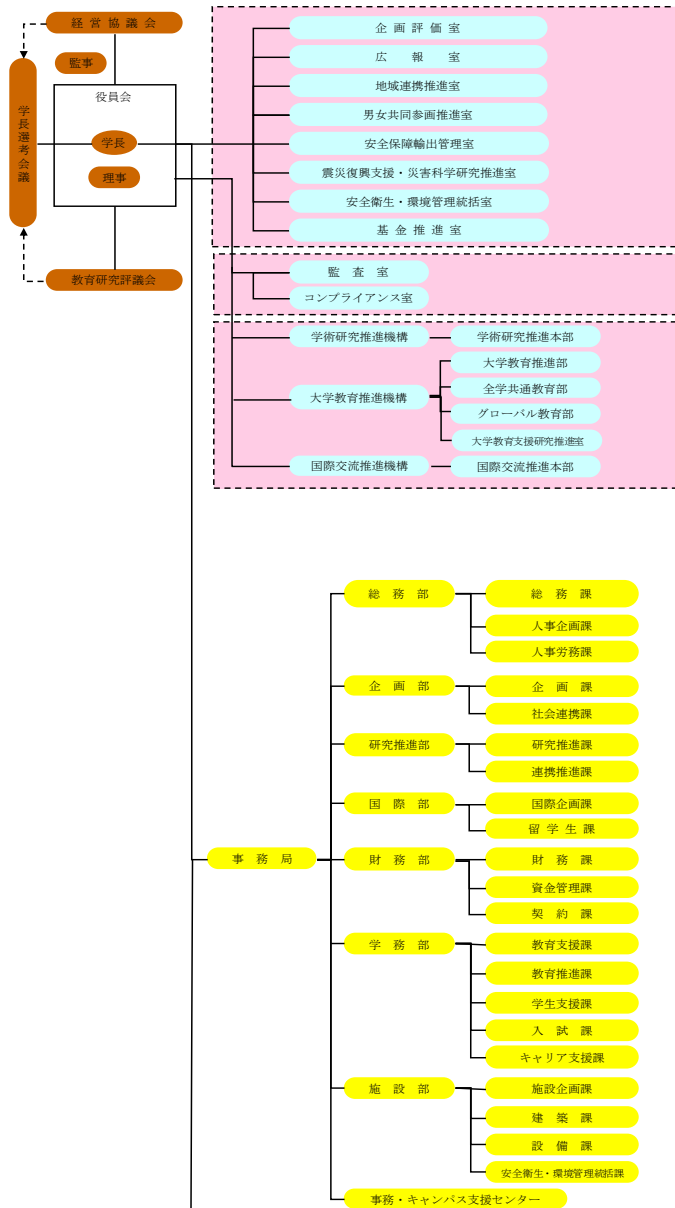 経営協議会
監事
役員会
学長選考会議
学長
理事
教育研究評議会
企画評価室
広報室
地域連携推進室
男女共同参画推進室
安全保障輸出管理室
震災復興支援・災害科学研究推進室
安全衛生・環境管理統括室
基金推進室
監査室
コンプライアンス室
学術研究推進機構
学術研究推進本部
大学教育推進機構
大学教育推進部
全学共通教育部
グローバル教育部
大学教育支援研究推進室
国際交流推進機構
国際交流推進本部
事務局
総務部
総務課
人事企画課
人事労務課
企画部
企画課
社会連携課
研究推進部
研究推進課
連携推進課
国際部
国際企画課
留学生課
財務部
財務課
資金管理課
契約課
学務部
教育支援課
教育推進課
学生支援課
入試課
キャリア支援課
施設部
施設企画課
建築課
設備課
安全衛生・環境管理統括課
事務・キャンパス支援センター